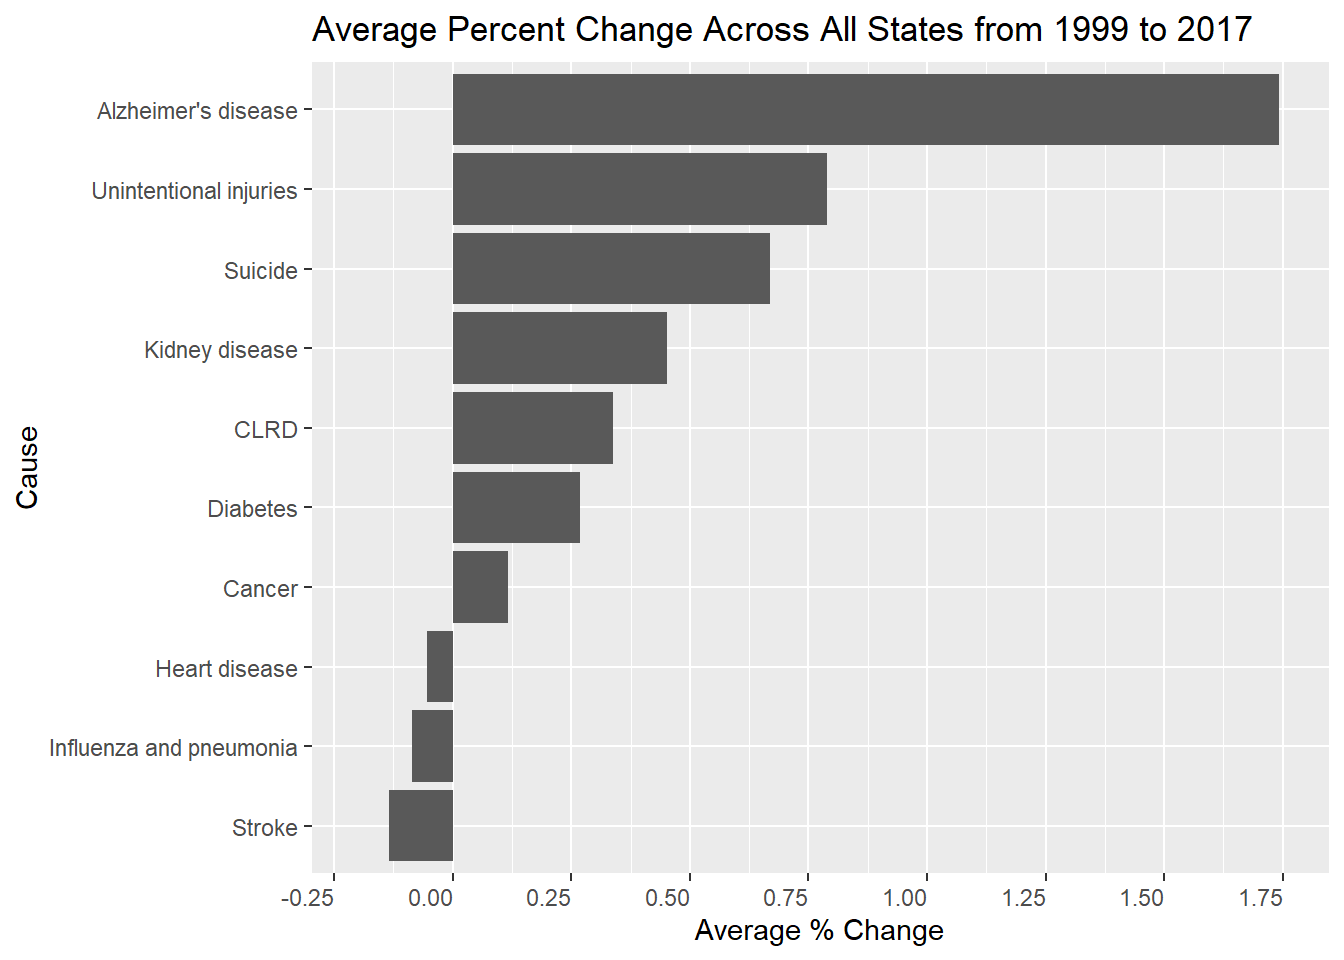 Average Percent Change Across All States from 1999 to 2017
Alzheimer's disease
Unintentional injuries
Suicide
Kidney disease
CLRD
Diabetes
Cancer
Heart disease
Influenza and pneumonia
Stroke
Cause
-0.25 0.00 0.25 0.50 0.75 1.00 1.25 1.50 1.75
Average % Change